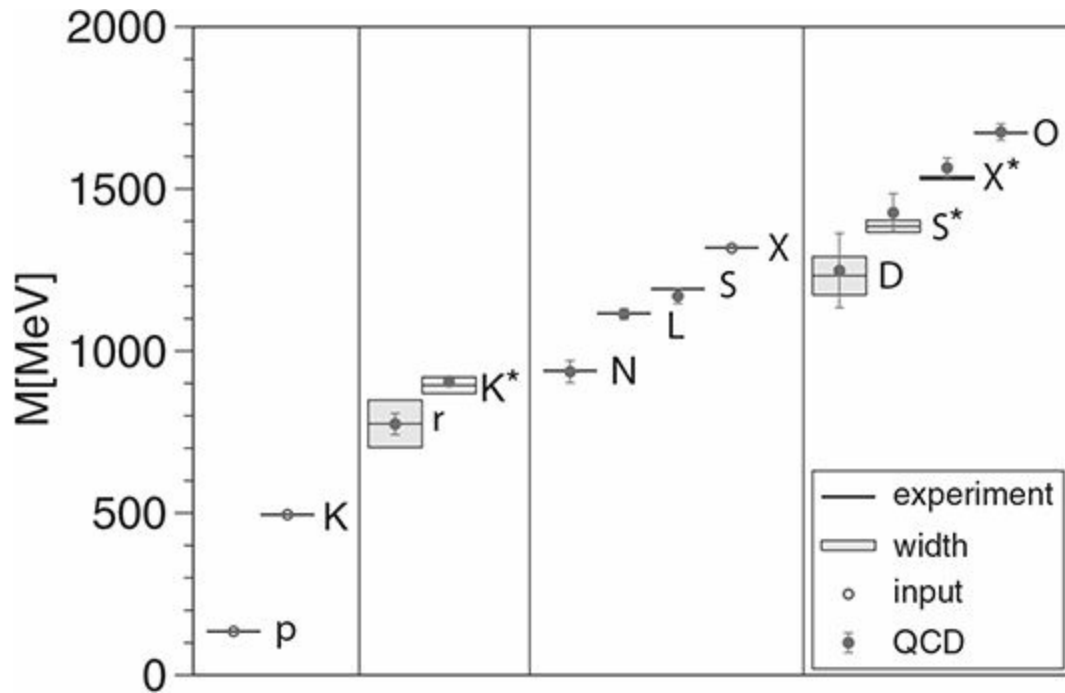 2000
1500
1000
500
0
M[MeV]
p
K
r
K*
N
L
S
X
D
S*
X*
O
experiment
width
input
QCD